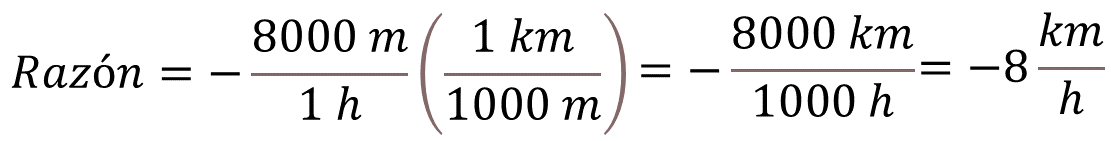 Razón = − 8000 m / 1 h ( 1 km / 1000 m ) = − 8000 km / 1000 h = −8 km / h